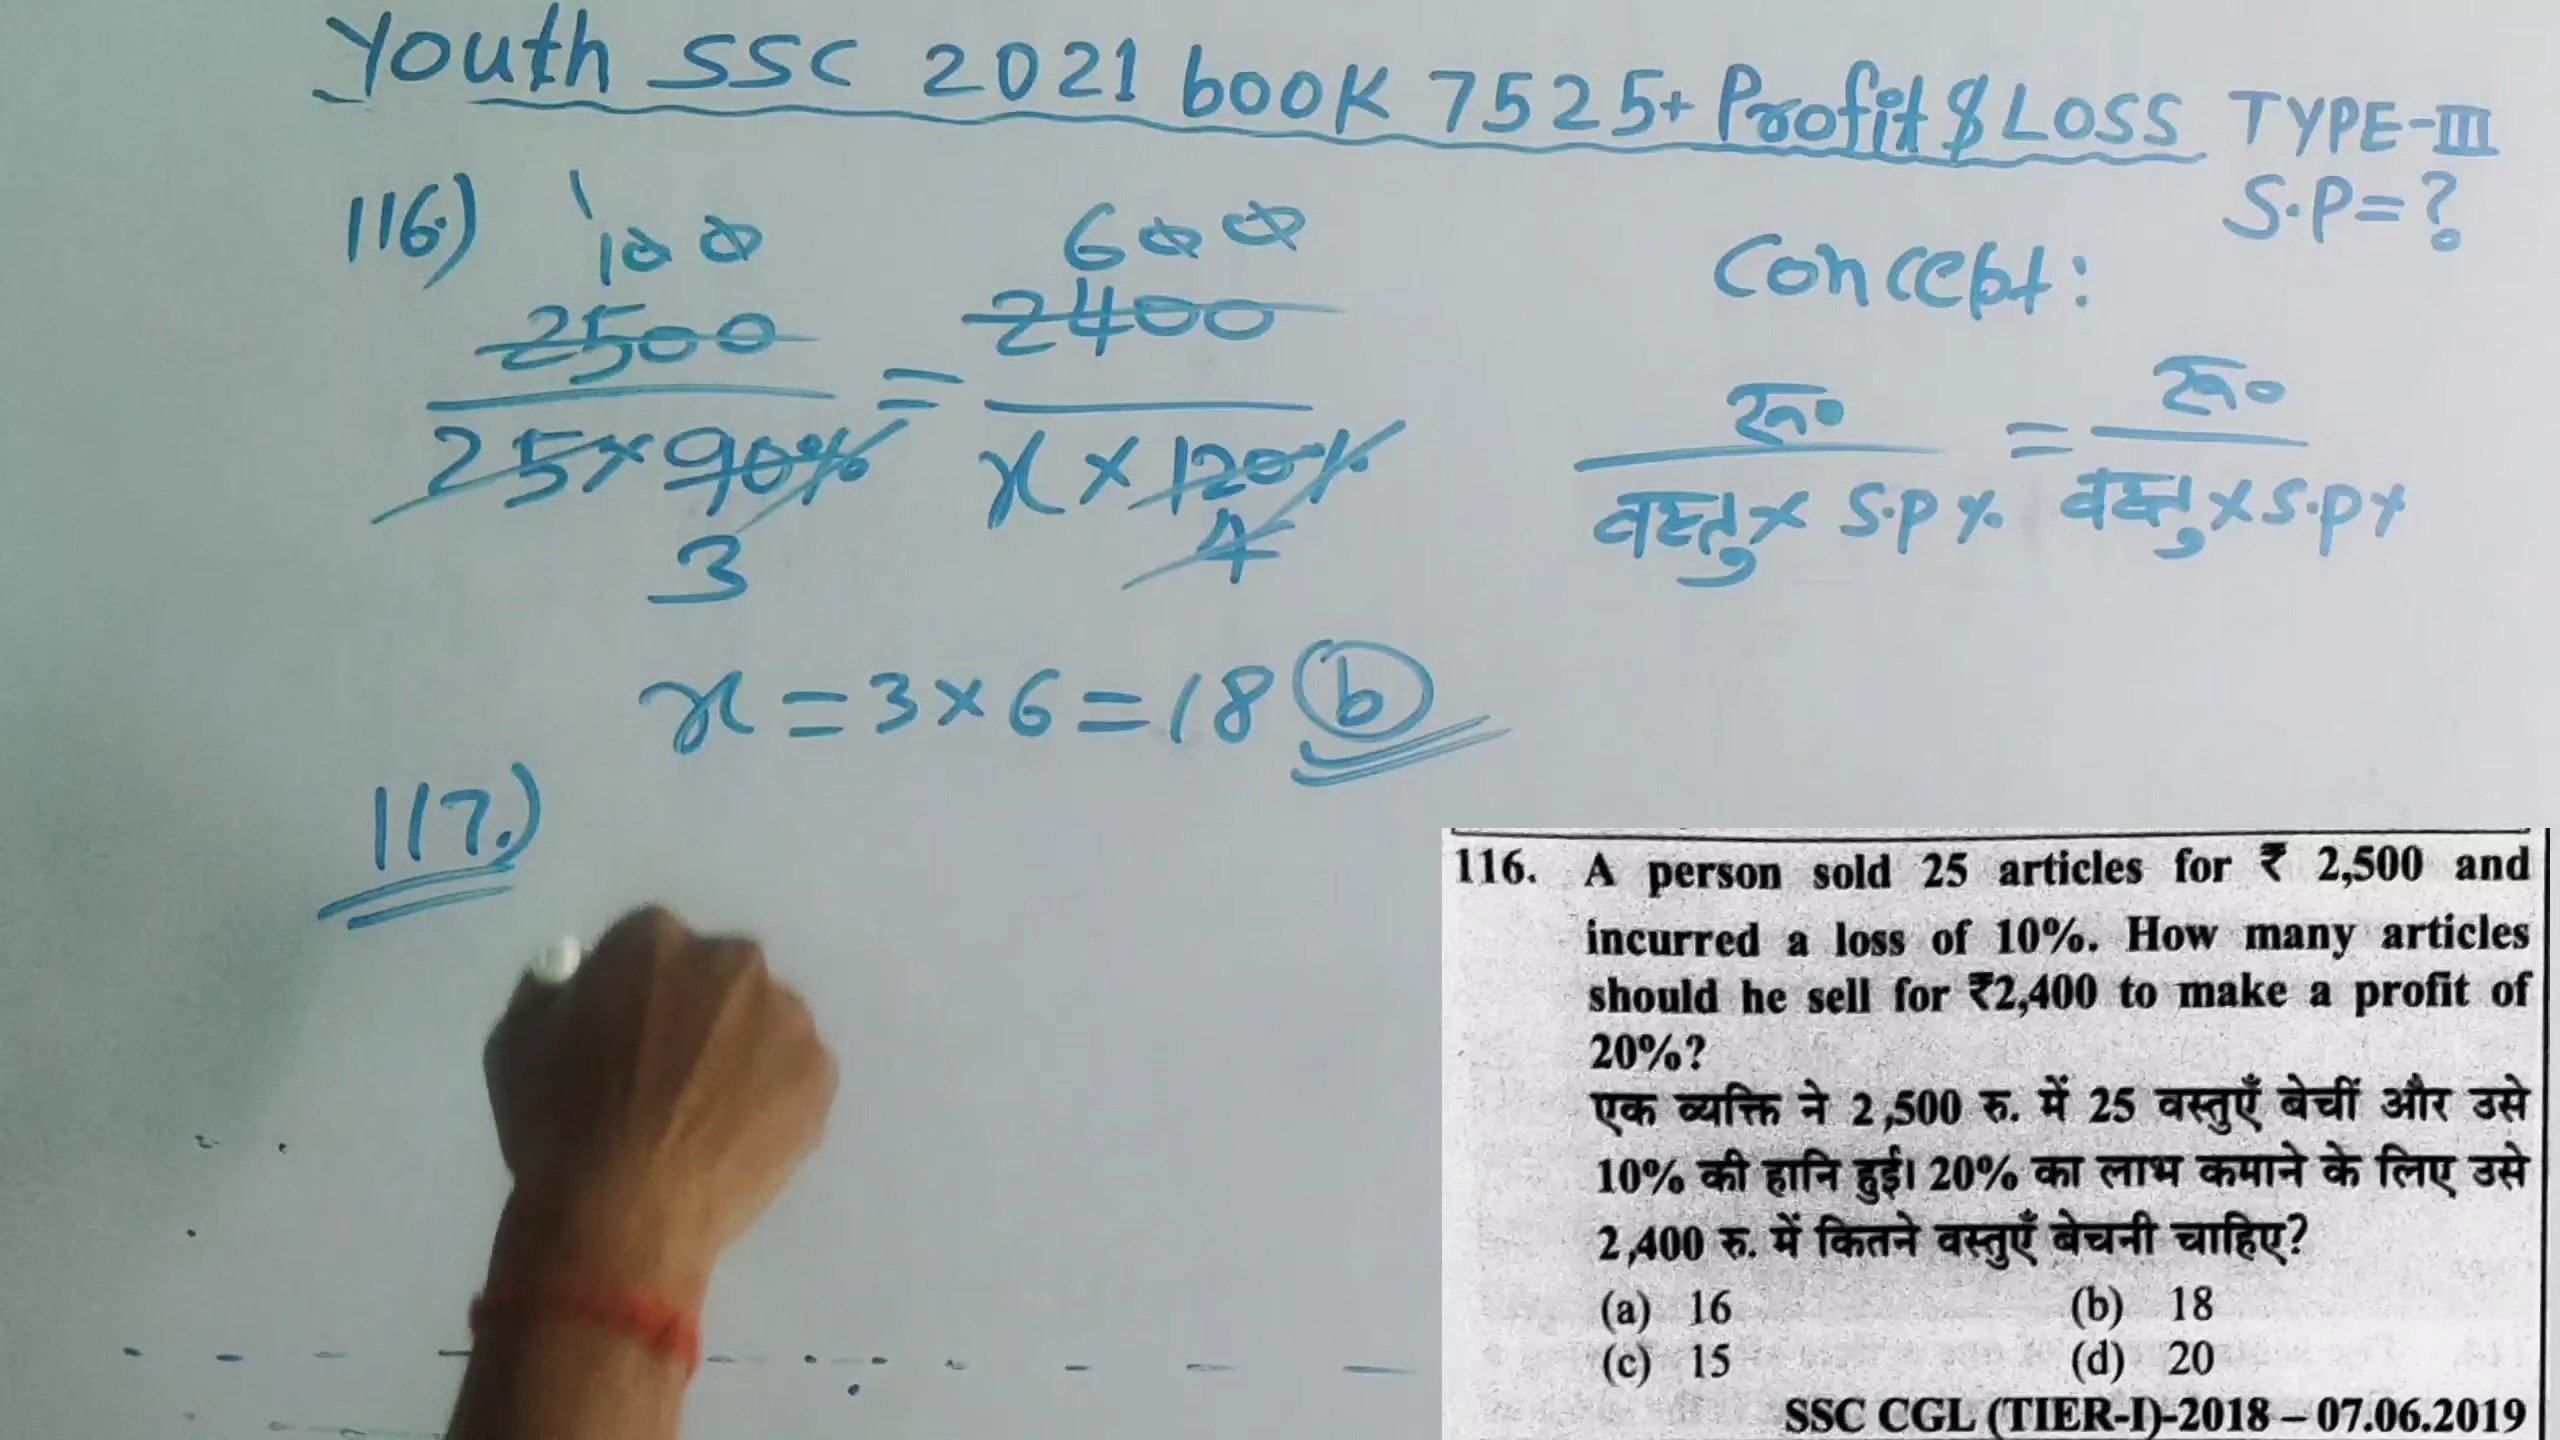 Youth SSC 2021 book 7525+ Profit $ LOSS TYPE-III
S.P=?
116.) 1
100 600
2500 = 2400
25x90% x × 120%
3 4
x = 3×6 = 18 (b)
117.)
Concept:
रू० = रू०
वस्तु x S.P % वस्तु x S.P %
116. A person sold 25 articles for ₹ 2,500 and
incurred a loss of 10%. How many articles
should he sell for ₹2,400 to make a profit of
20%?
एक व्यक्ति ने 2,500 रु. में 25 वस्तुएँ बेचीं और उसे
10% की हानि हुई। 20% का लाभ कमाने के लिए उसे
2,400 रु. में कितने वस्तुएँ बेचनी चाहिए?
(a) 16 (b) 18
(c) 15 (d) 20
SSC CGL (TIER-I)-2018 – 07.06.2019